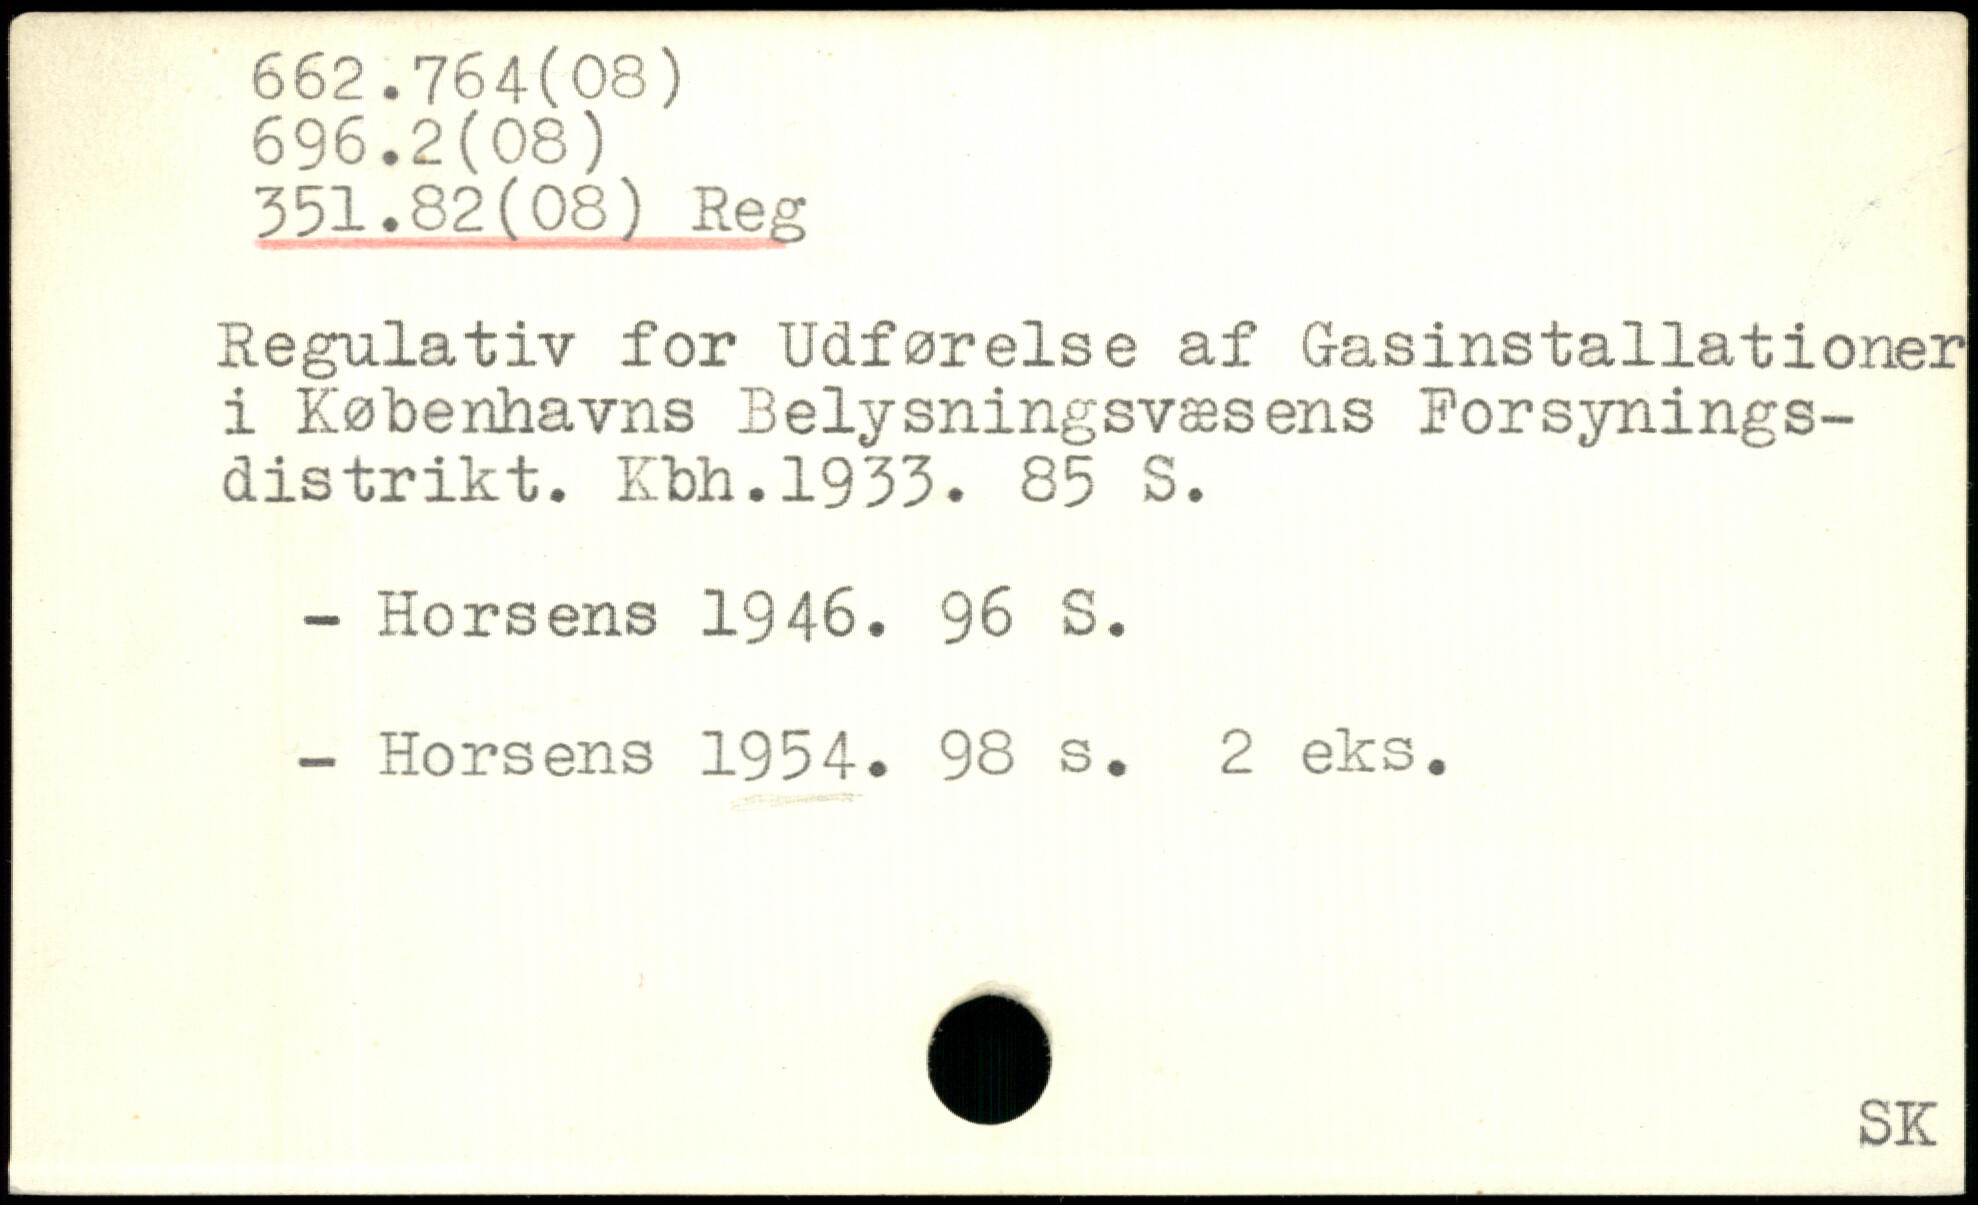 662.764(08)
696.2(08)
351.82(08) Reg
Regulativ for Udførelse af Gasinstallationer
i Københavns Belysningsvæsens Forsynings-
distrikt. Kbh.1933. 85 S.
- Horsens 1946. 96 S.
- Horsens 1954. 98 s. 2 eks.
SK